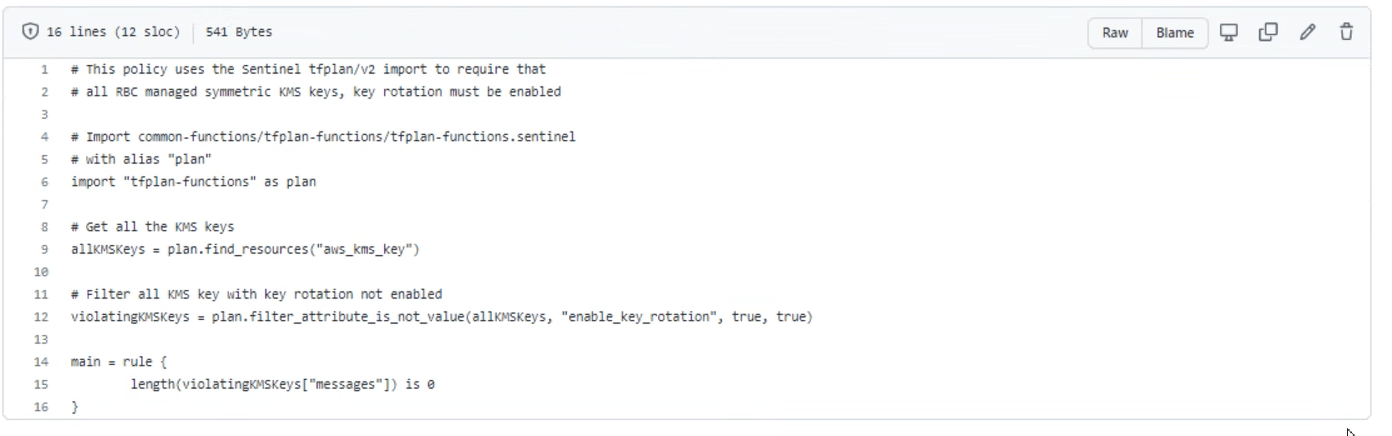 16 lines (12 sloc) 541 Bytes Raw Blame
1 # This policy uses the Sentinel tfplan/v2 import to require that
2 # all RBC managed symmetric KMS keys, key rotation must be enabled
3
4 # Import common-functions/tfplan-functions/tfplan-functions.sentinel
5 # with alias "plan"
6 import "tfplan-functions" as plan
7
8 # Get all the KMS keys
9 allKMSKeys = plan.find_resources("aws_kms_key")
10
11 # Filter all KMS key with key rotation not enabled
12 violatingKMSKeys = plan.filter_attribute_is_not_value(allKMSKeys, "enable_key_rotation", true, true)
13
14 main = rule {
15 length(violatingKMSKeys["messages"]) is 0
16 }